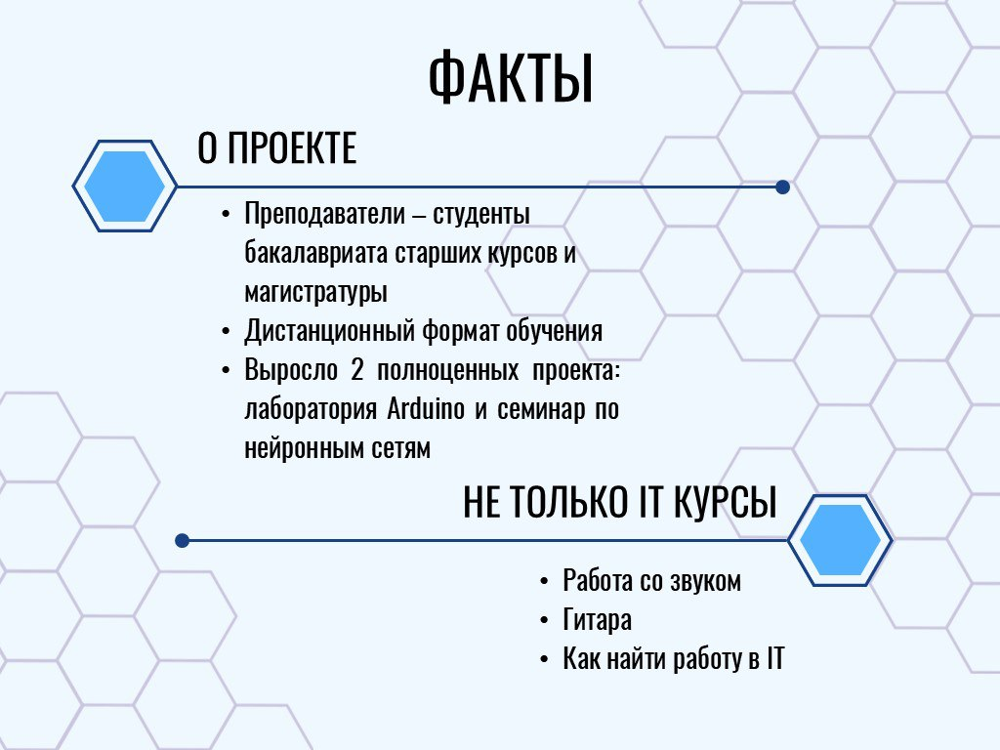 ФАКТЫ
О ПРОЕКТЕ
• Преподаватели – студенты
бакалавриата старших курсов и
магистратуры
• Дистанционный формат обучения
• Выросло 2 полноценных проекта:
лаборатория Arduino и семинар по
нейронным сетям
НЕ ТОЛЬКО IT КУРСЫ
• Работа со звуком
• Гитара
• Как найти работу в IT